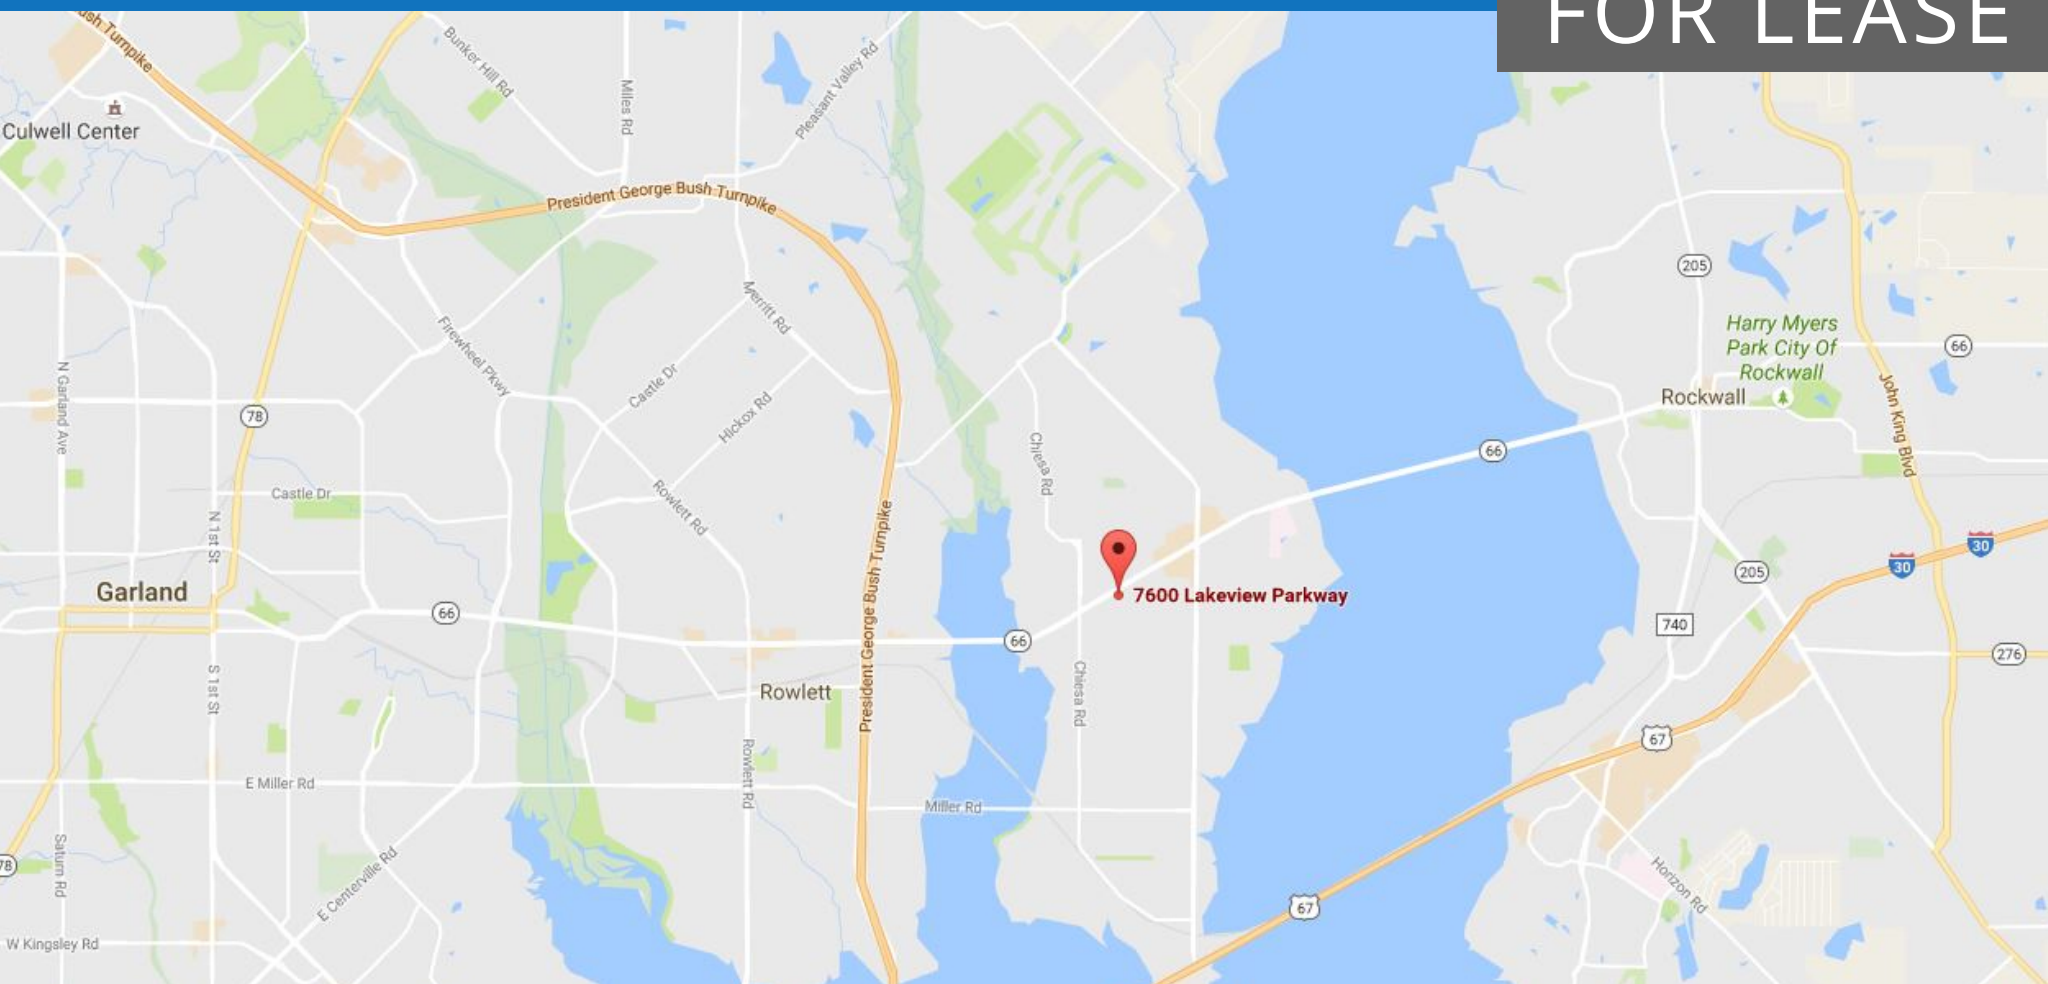 FOR LEASE
ush Turnpike
Bunker Hill Rd
Miles Rd
Pleasant Valley Rd
Culwell Center
President George Bush Turnpike
205
Merritt Rd
Firewheel Pkwy
Harry Myers
Park City Of
Rockwall
66
N Garland Ave
Castle Dr
Hickox Rd
Rockwall
John King Blvd
78
Chiesa Rd
66
Castle Dr
Rowlett Rd
N 1st St
President George Bush Turnpike
30
30
205
Garland
7600 Lakeview Parkway
66
66
740
276
S 1st St
Rowlett
Chiesa Rd
67
Rowlett Rd
E Miller Rd
Miller Rd
78
Saturn Rd
E Centerville Rd
Horizon Rd
67
W Kingsley Rd